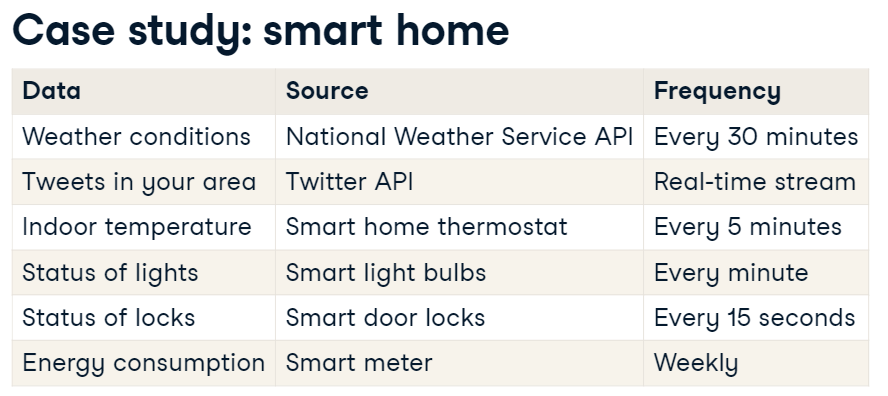 Case study: smart home
Data Source Frequency
Weather conditions National Weather Service API Every 30 minutes
Tweets in your area Twitter API Real-time stream
Indoor temperature Smart home thermostat Every 5 minutes
Status of lights Smart light bulbs Every minute
Status of locks Smart door locks Every 15 seconds
Energy consumption Smart meter Weekly